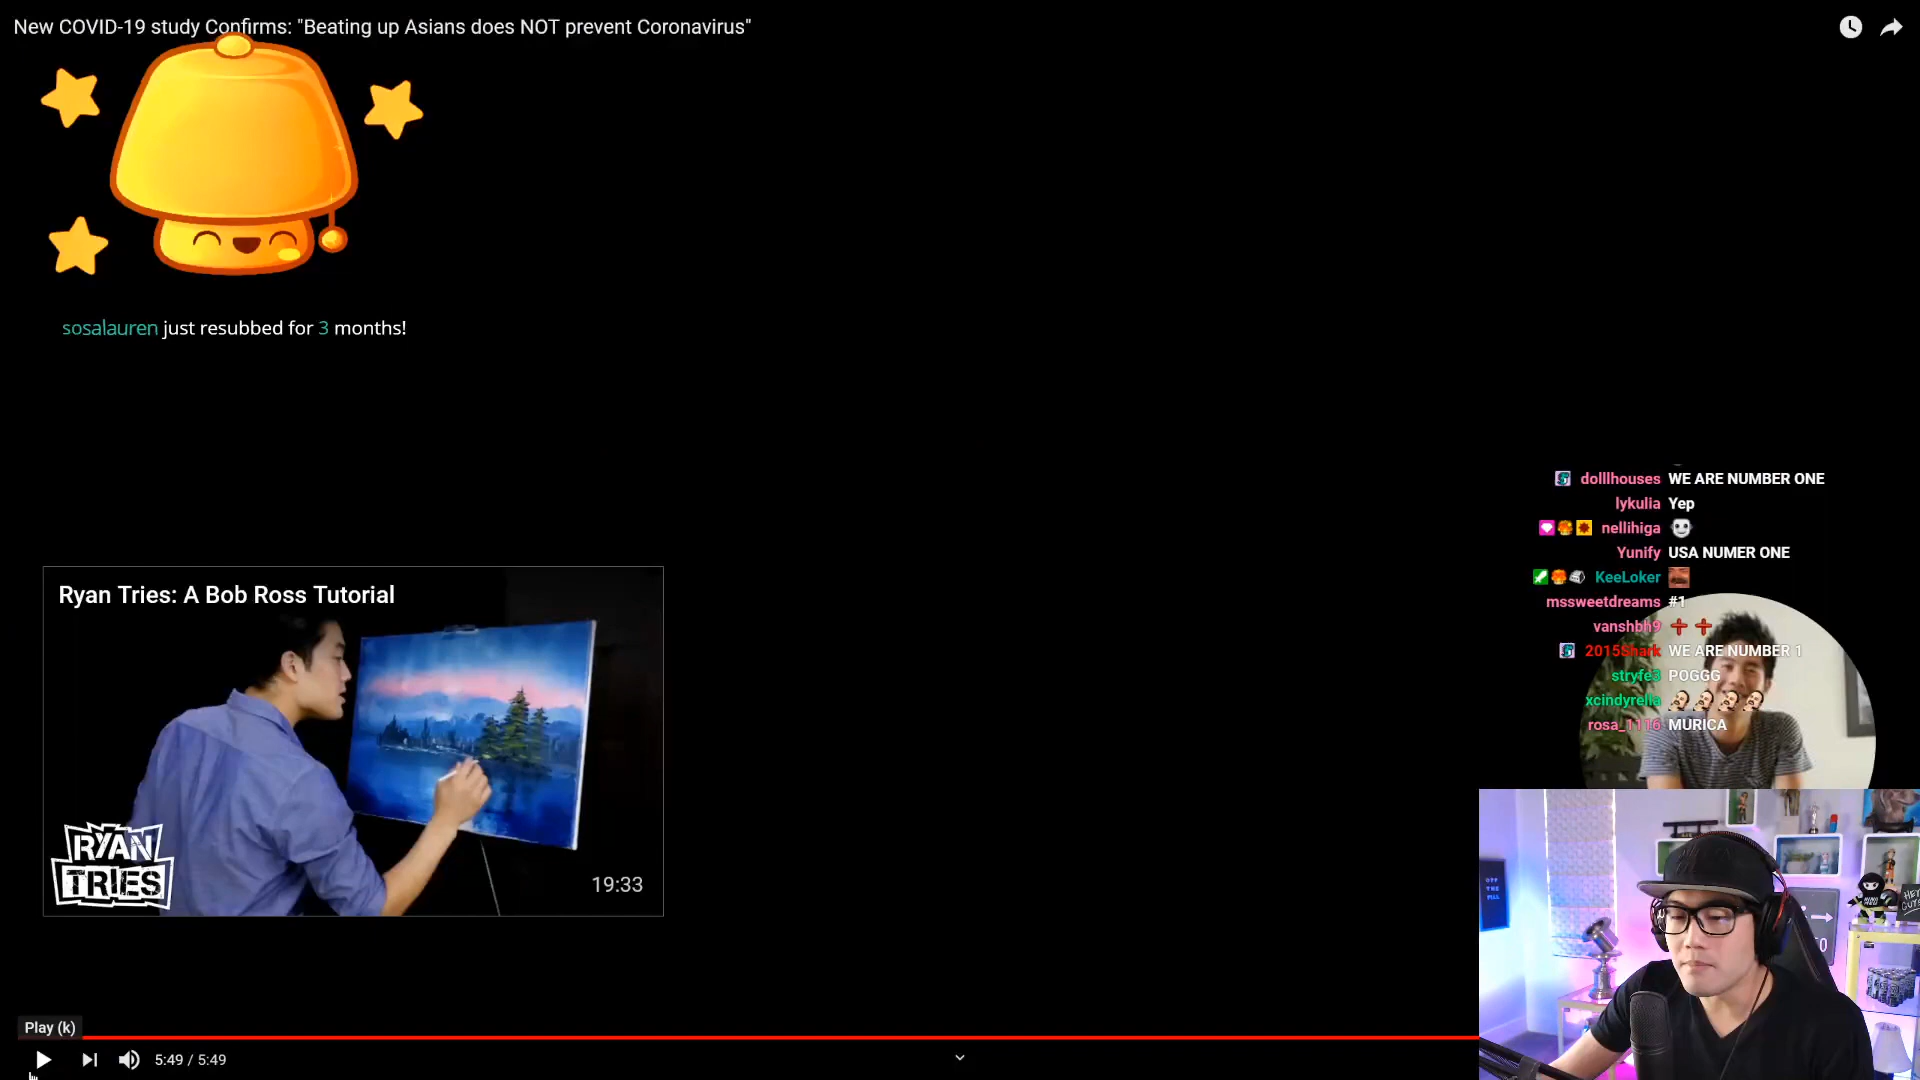 New COVID-19 study Confirms: "Beating up Asians does NOT prevent Coronavirus"
sosalauren just resubbed for 3 months!
dolllhouses WE ARE NUMBER ONE
lykulia Yep
nellihiga
Yunify USA NUMER ONE
KeeLoker
mssweetdreams #1
vanshbh9
2015Shark WE ARE NUMBER 1
stryfe3 POGGG
xcindyrella
rosa_1116 MURICA
Ryan Tries: A Bob Ross Tutorial
RYAN
TRIES
19:33
OFF
THE
PILL
Play (k)
5:49 / 5:49